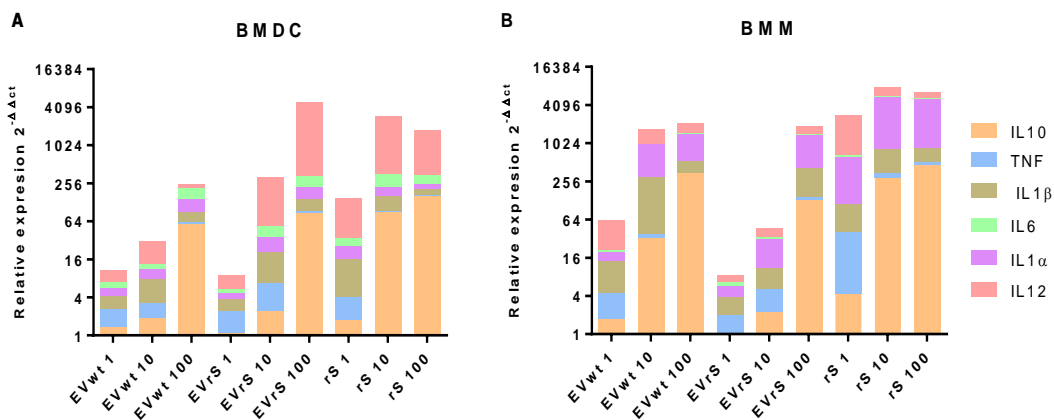 A
BMDC
Relative expresion 2-ΔΔct
16384
4096
1024
256
64
16
4
1
EVwt 1
EVwt 10
EVwt 100
EVrS 1
EVrS 10
EVrS 100
rS 1
rS 10
rS 100
B
BMM
Relative expresion 2-ΔΔct
16384
4096
1024
256
64
16
4
1
EVwt 1
EVwt 10
EVwt 100
EVrS 1
EVrS 10
EVrS 100
rS 1
rS 10
rS 100
IL10
TNF
IL1β
IL6
IL1α
IL12